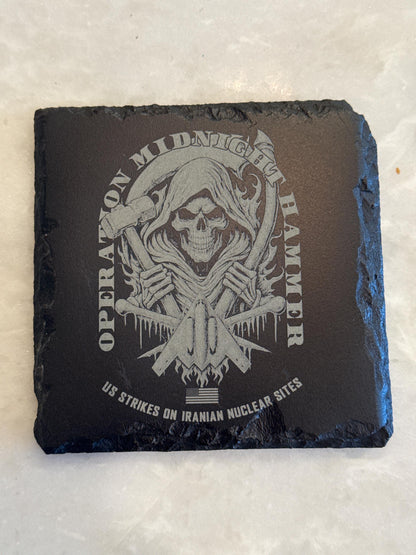 OPERATION MIDNIGHT HAMMER
US STRIKES ON IRANIAN NUCLEAR SITES